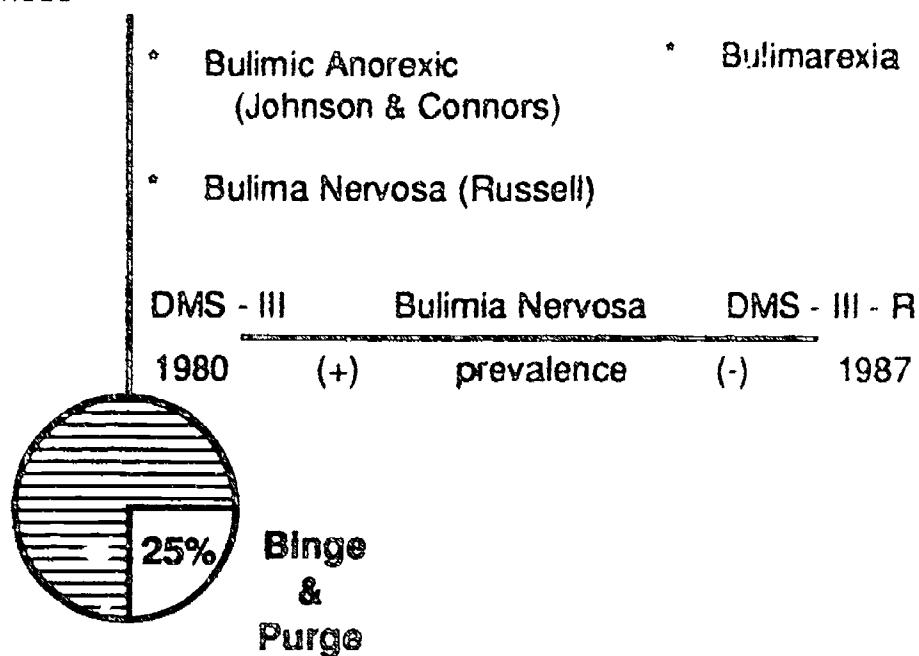 * Bulimic Anorexic * Bulimarexia
(Johnson & Connors)
* Bulima Nervosa (Russell)
DMS - III Bulimia Nervosa DMS - III - R
1980 (+) prevalence (-) 1987
25% Binge
&
Purge